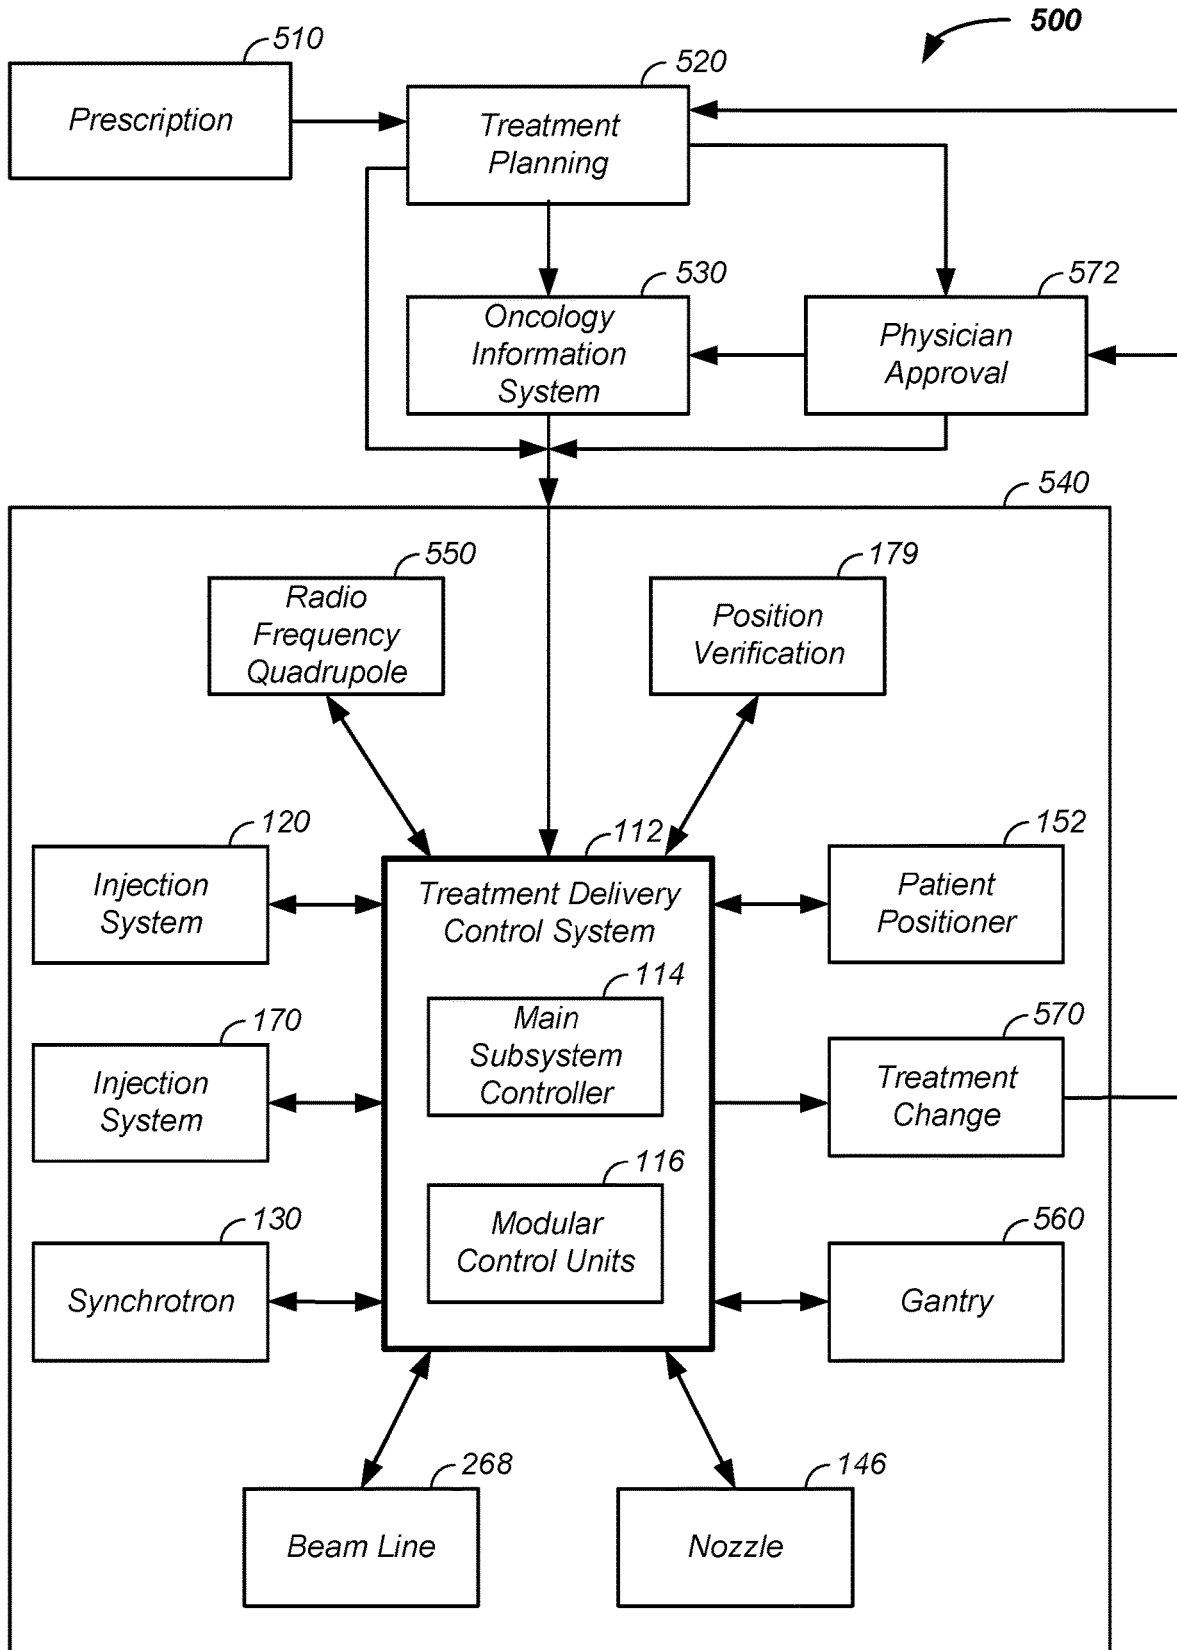 500
510
Prescription
520
Treatment
Planning
530
Oncology
Information
System
572
Physician
Approval
540
550
Radio
Frequency
Quadrupole
179
Position
Verification
120
Injection
System
112
Treatment Delivery
Control System
152
Patient
Positioner
114
Main
Subsystem
Controller
170
Injection
System
570
Treatment
Change
116
Modular
Control Units
130
Synchrotron
560
Gantry
268
Beam Line
146
Nozzle